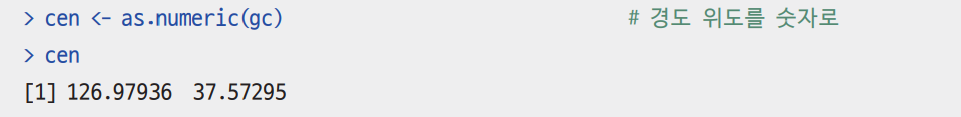 > cen <- as.numeric(gc) # 경도 위도를 숫자로
> cen
[1] 126.97936 37.57295